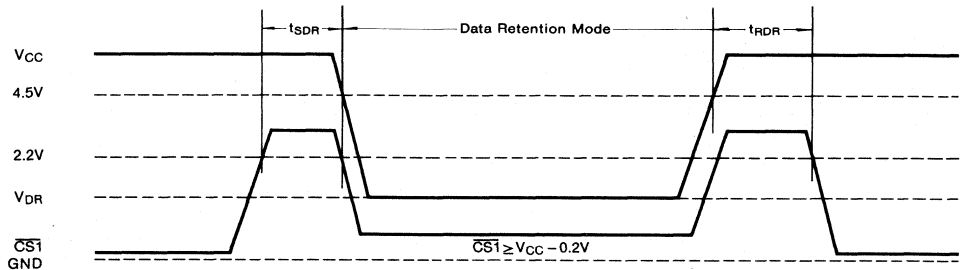 tSDR Data Retention Mode tRDR
VCC
4.5V
2.2V
VDR
CS1 CS1 ≥ VCC – 0.2V
GND